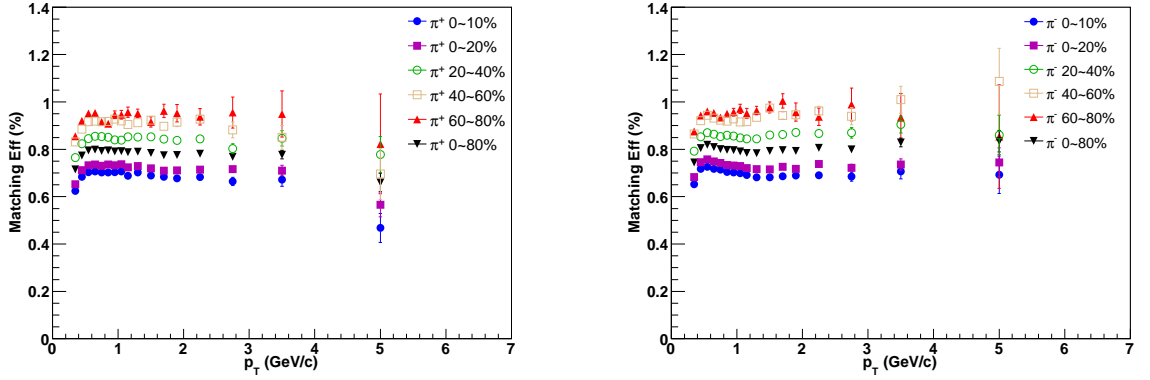 Matching Eff (%)
1.4
1.2
1
0.8
0.6
0.4
0.2
0
π⁺ 0~10%
π⁺ 0~20%
π⁺ 20~40%
π⁺ 40~60%
π⁺ 60~80%
π⁺ 0~80%
0 1 2 3 4 5 6 7
p_T (GeV/c)
Matching Eff (%)
1.4
1.2
1
0.8
0.6
0.4
0.2
0
π⁻ 0~10%
π⁻ 0~20%
π⁻ 20~40%
π⁻ 40~60%
π⁻ 60~80%
π⁻ 0~80%
0 1 2 3 4 5 6 7
p_T (GeV/c)